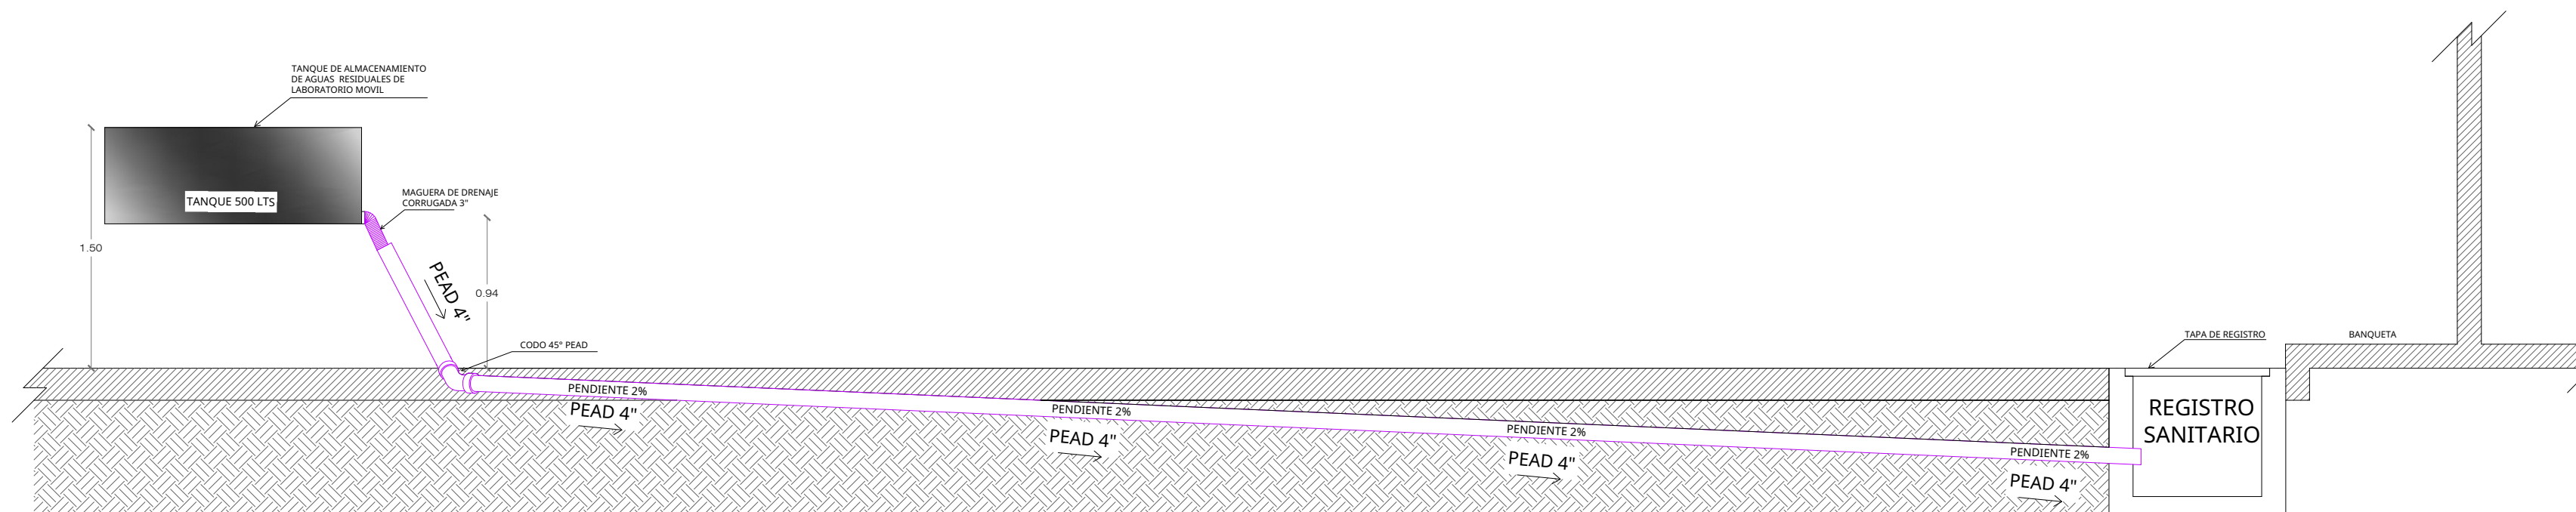 TANQUE DE ALMACENAMIENTO
DE AGUAS RESIDUALES DE
LABORATORIO MOVIL
TANQUE 500 LTS
MAGUERA DE DRENAJE
CORRUGADA 3"
1.50
PEAD 4"
0.94
CODO 45° PEAD
PENDIENTE 2%
PEAD 4"
PENDIENTE 2%
PEAD 4"
PENDIENTE 2%
PEAD 4"
PENDIENTE 2%
PEAD 4"
TAPA DE REGISTRO
BANQUETA
REGISTRO
SANITARIO